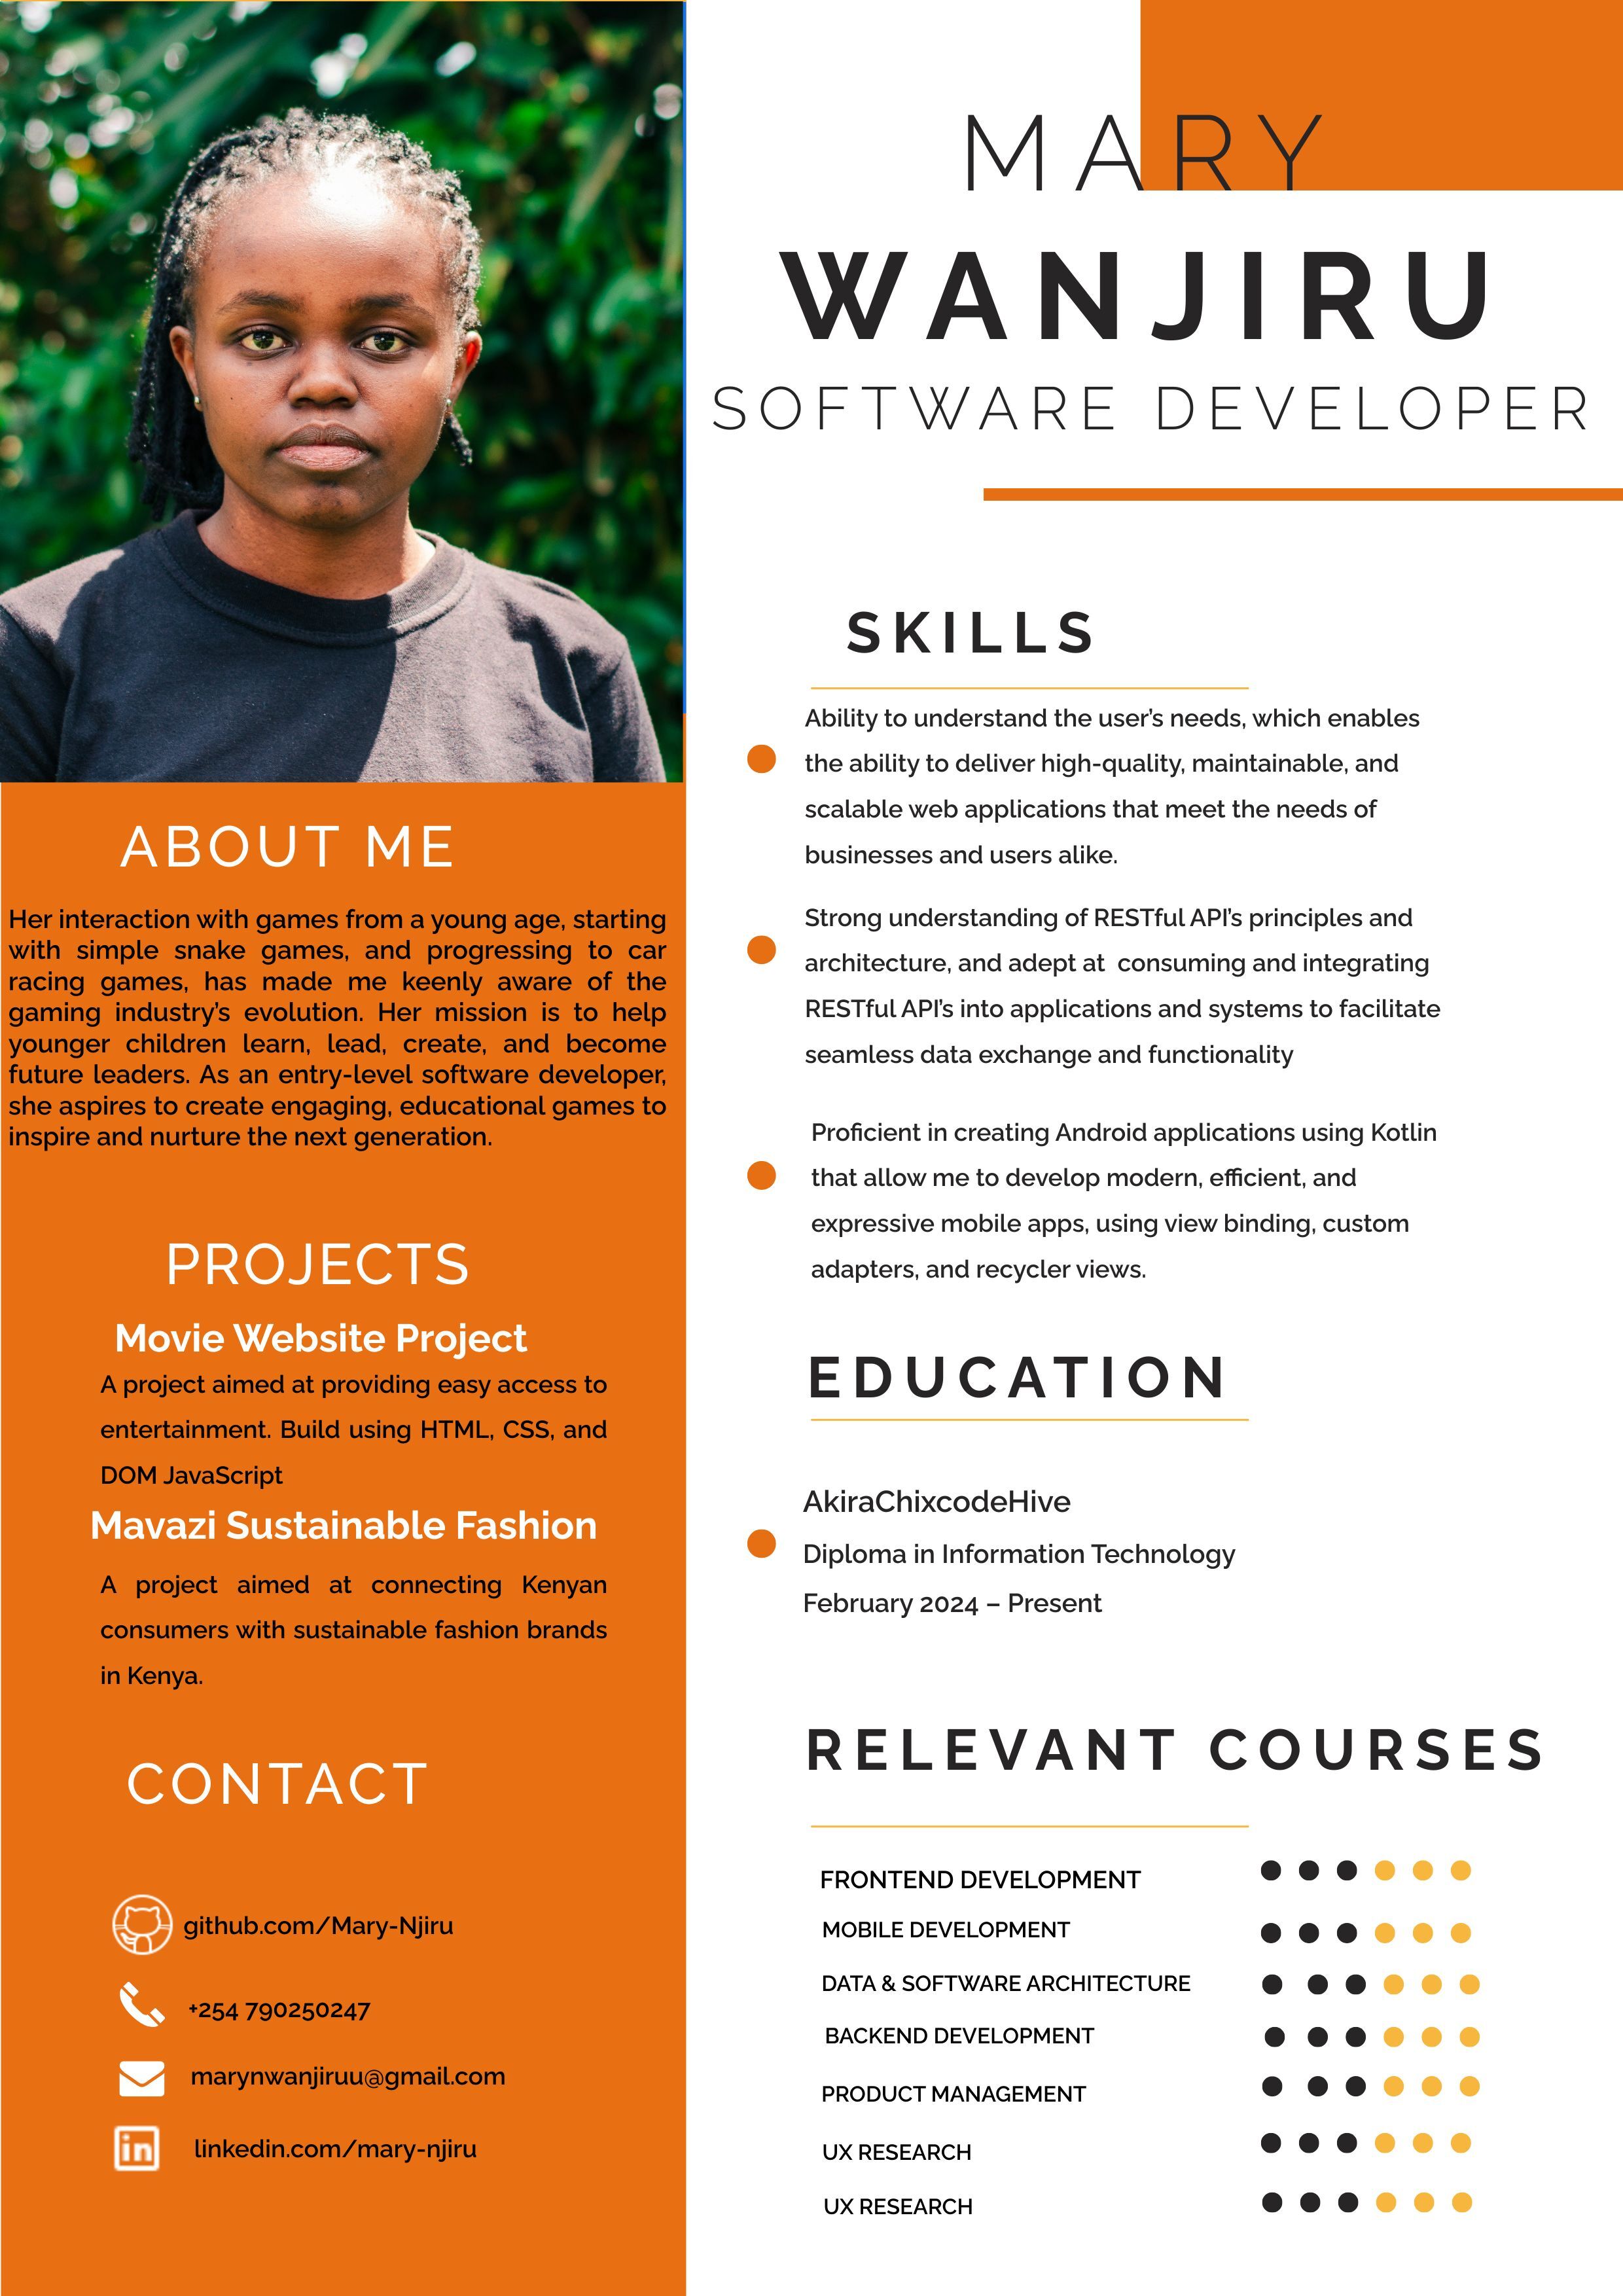 MARY
WANJIRU
SOFTWARE DEVELOPER
ABOUT ME
Her interaction with games from a young age, starting
with simple snake games, and progressing to car
racing games, has made me keenly aware of the
gaming industry's evolution. Her mission is to help
younger children learn, lead, create, and become
future leaders. As an entry-level software developer,
she aspires to create engaging, educational games to
inspire and nurture the next generation.
PROJECTS
Movie Website Project
A project aimed at providing easy access to
entertainment. Build using HTML, CSS, and
DOM JavaScript
Mavazi Sustainable Fashion
A project aimed at connecting Kenyan
consumers with sustainable fashion brands
in Kenya.
CONTACT
github.com/Mary-Njiru
+254 790250247
marynwanjiruu@gmail.com
in
linkedin.com/mary-njiru
SKILLS
Ability to understand the user's needs, which enables
the ability to deliver high-quality, maintainable, and
scalable web applications that meet the needs of
businesses and users alike.
Strong understanding of RESTful API's principles and
architecture, and adept at  consuming and integrating
RESTful API's into applications and systems to facilitate
seamless data exchange and functionality
Proficient in creating Android applications using Kotlin
that allow me to develop modern, efficient, and
expressive mobile apps, using view binding, custom
adapters, and recycler views.
EDUCATION
AkiraChixcodeHive
Diploma in Information Technology
February 2024 – Present
RELEVANT COURSES
FRONTEND DEVELOPMENT
MOBILE DEVELOPMENT
DATA & SOFTWARE ARCHITECTURE
BACKEND DEVELOPMENT
PRODUCT MANAGEMENT
UX RESEARCH
UX RESEARCH